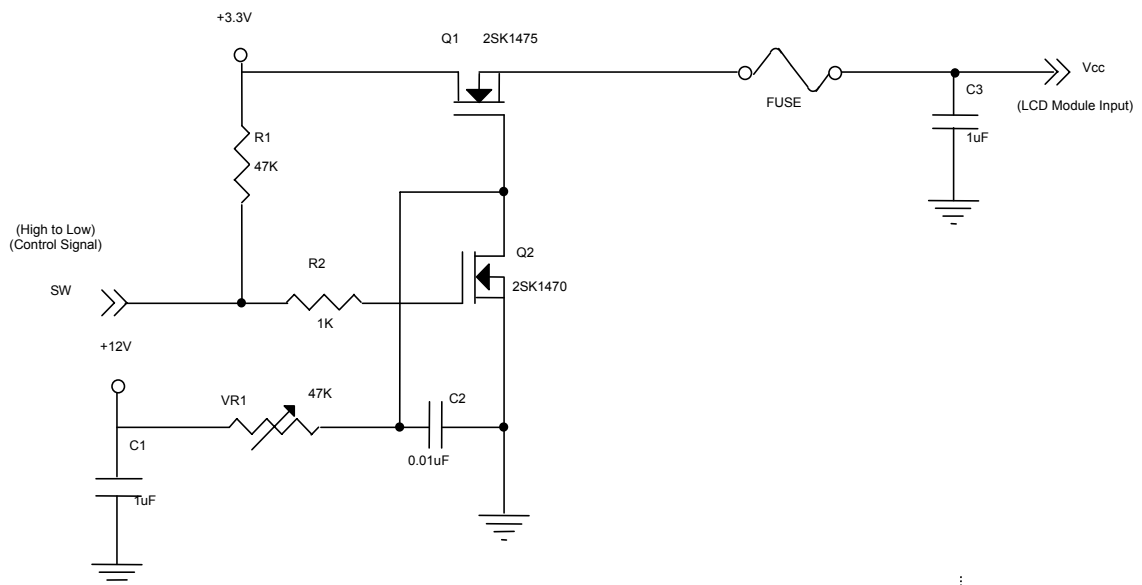 +3.3V
Q1 2SK1475
Vcc
C3
FUSE
(LCD Module Input)
R1
1uF
47K
(High to Low)
(Control Signal)
Q2
R2
2SK1470
SW
1K
+12V
47K
VR1
C2
C1
0.01uF
1uF